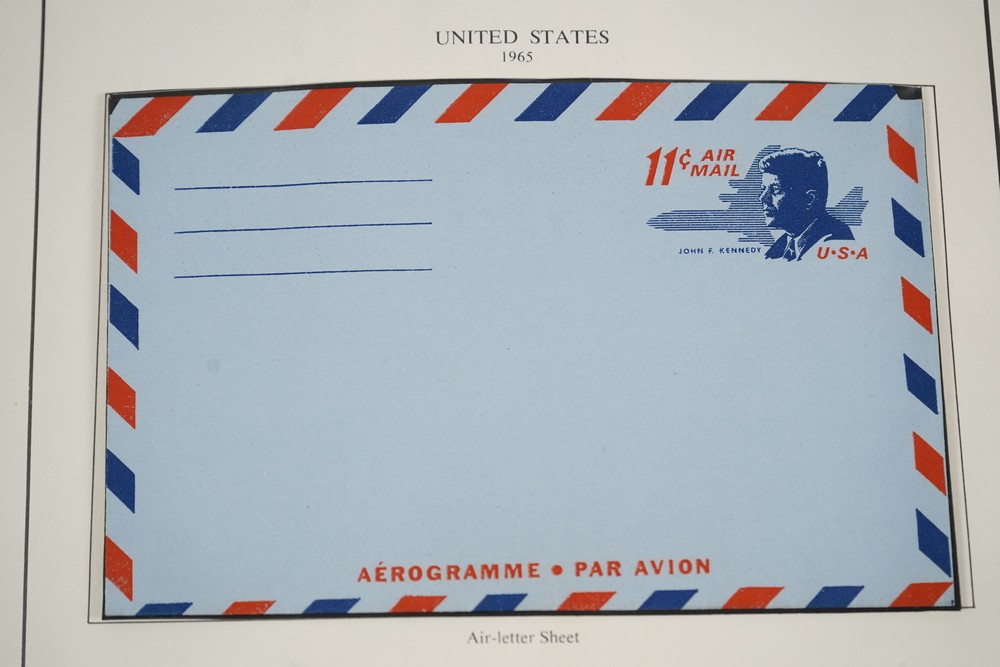 UNITED STATES
1965
11¢ AIR
MAIL
JOHN F. KENNEDY
U·S·A
AÉROGRAMME • PAR AVION
Air-letter Sheet